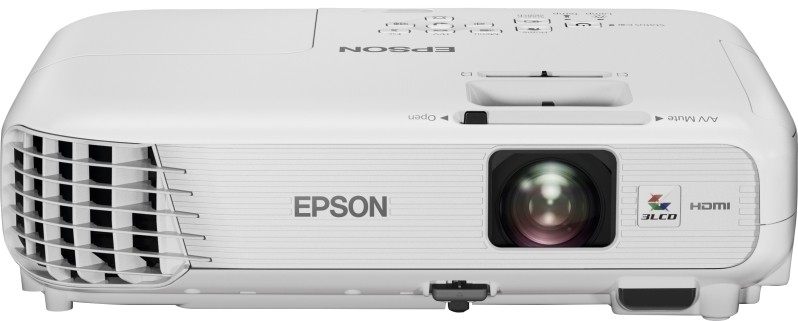 EPSON
Open
A/V Mute
EPSON
3LCD
HDMI